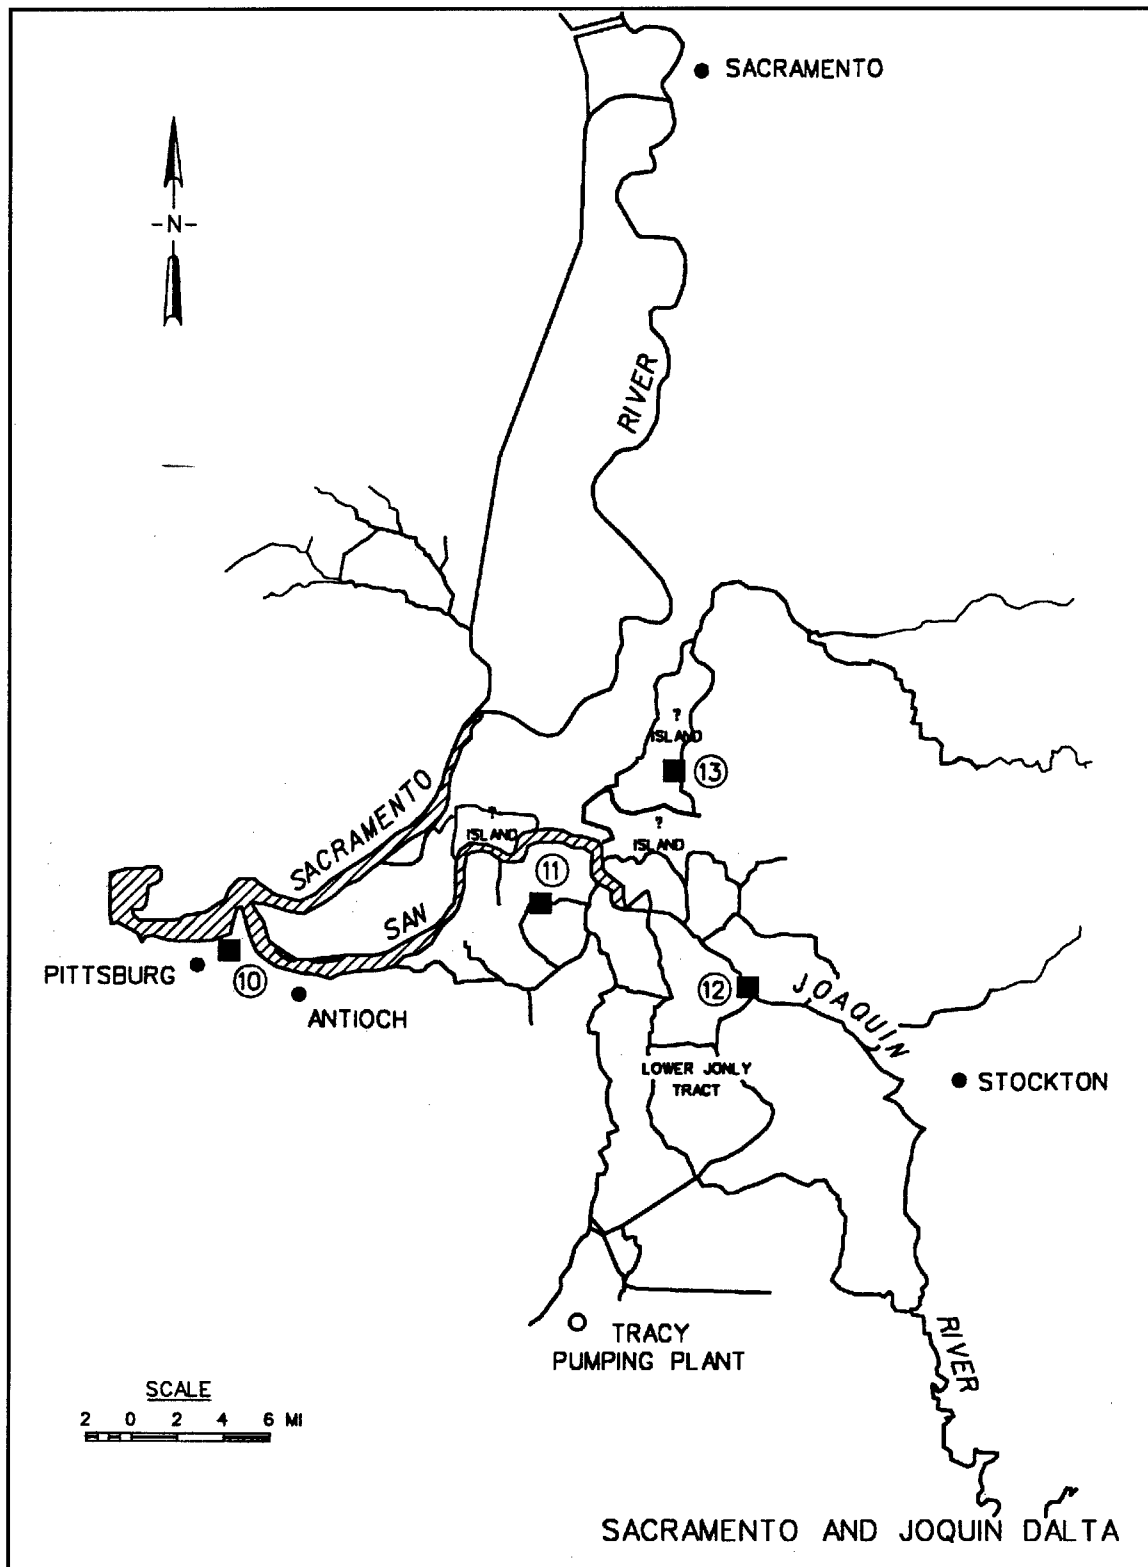 SACRAMENTO
-N-
RIVER
?
ISLAND
13
SACRAMENTO
?
ISLAND
?
ISLAND
11
SAN
PITTSBURG
10
12
JOAQUIN
ANTIOCH
LOWER JONLY
TRACT
STOCKTON
TRACY
PUMPING PLANT
RIVER
SCALE
2 0 2 4 6 MI
SACRAMENTO AND JOQUIN DALTA